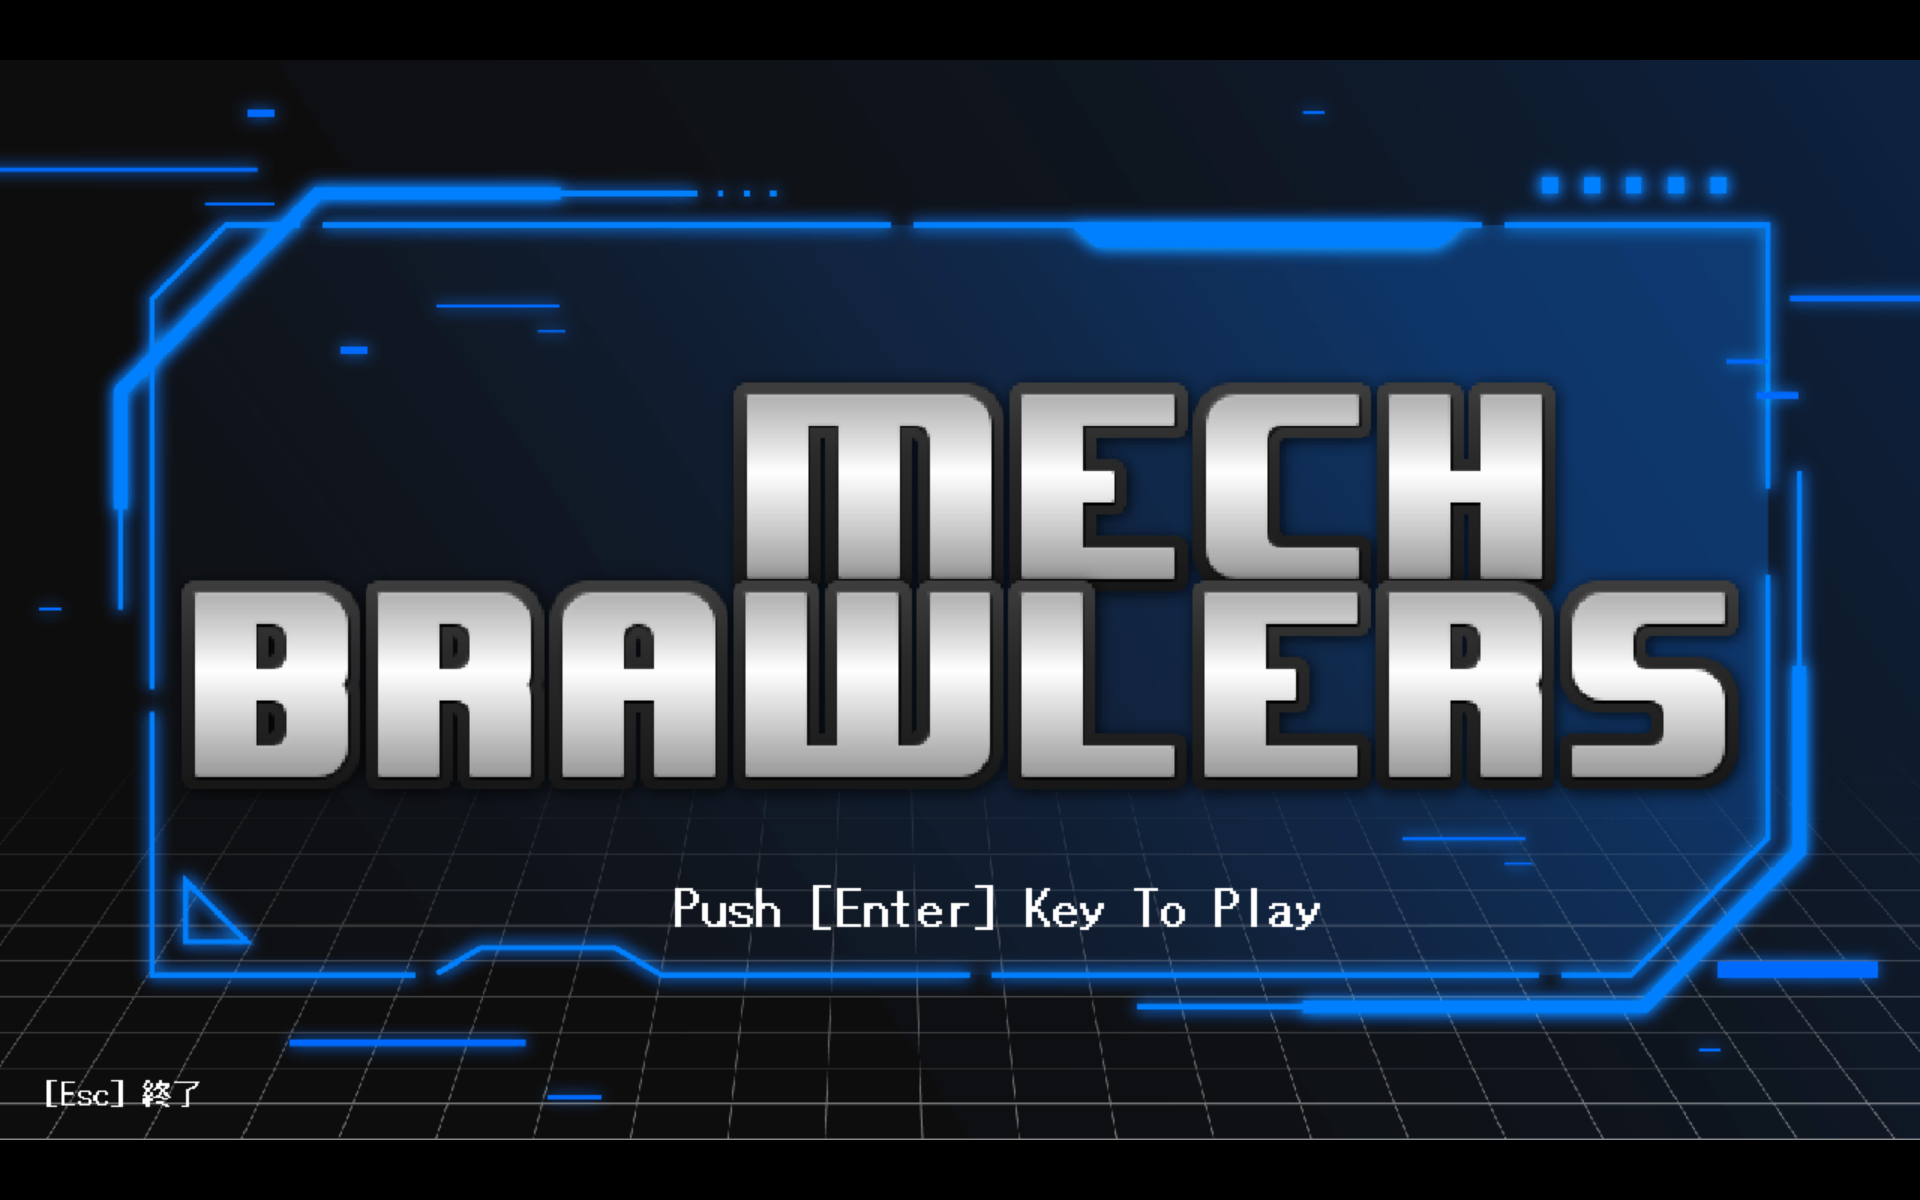 MECH
BRAWLERS
Push [Enter] Key To Play
[Esc] 終了